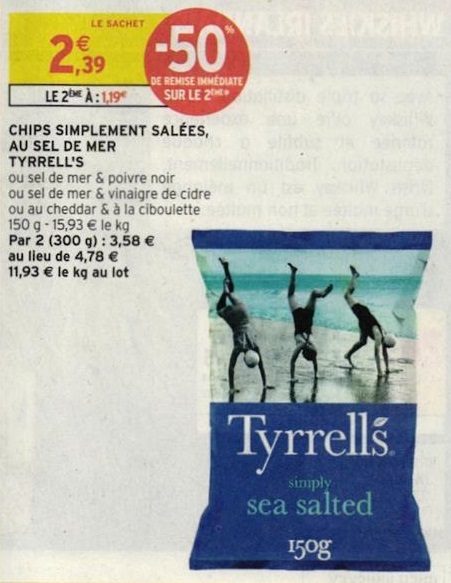 LE SACHET
2,€39
-50%
DE REMISE IMMÉDIATE
SUR LE 2ÈME
LE 2ÈME À : 1,19€
CHIPS SIMPLEMENT SALÉES,
AU SEL DE MER
TYRRELL'S
ou sel de mer & poivre noir
ou sel de mer & vinaigre de cidre
ou au cheddar & à la ciboulette
150 g - 15,93 € le kg
Par 2 (300 g) : 3,58 €
au lieu de 4,78 €
11,93 € le kg au lot
Tyrrells
simply
sea salted
150g